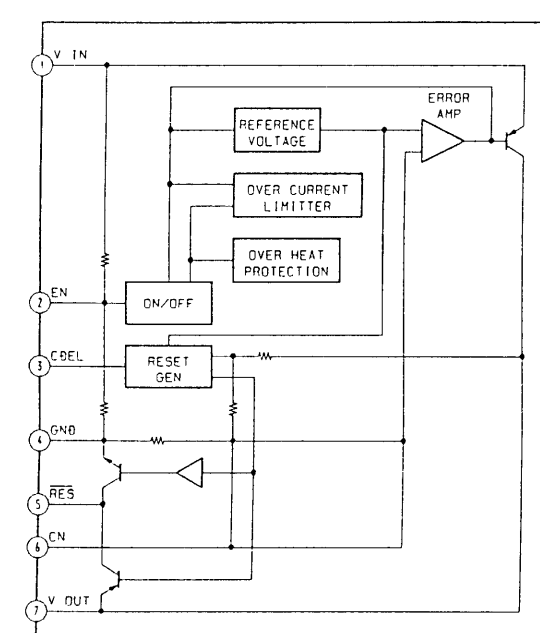 1 V IN
ERROR
AMP
REFERENCE
VOLTAGE
OVER CURRENT
LIMITTER
OVER HEAT
PROTECTION
2 EN
ON/OFF
3 CDEL
RESET
GEN
4 GND
5 RES
6 CN
7 V OUT